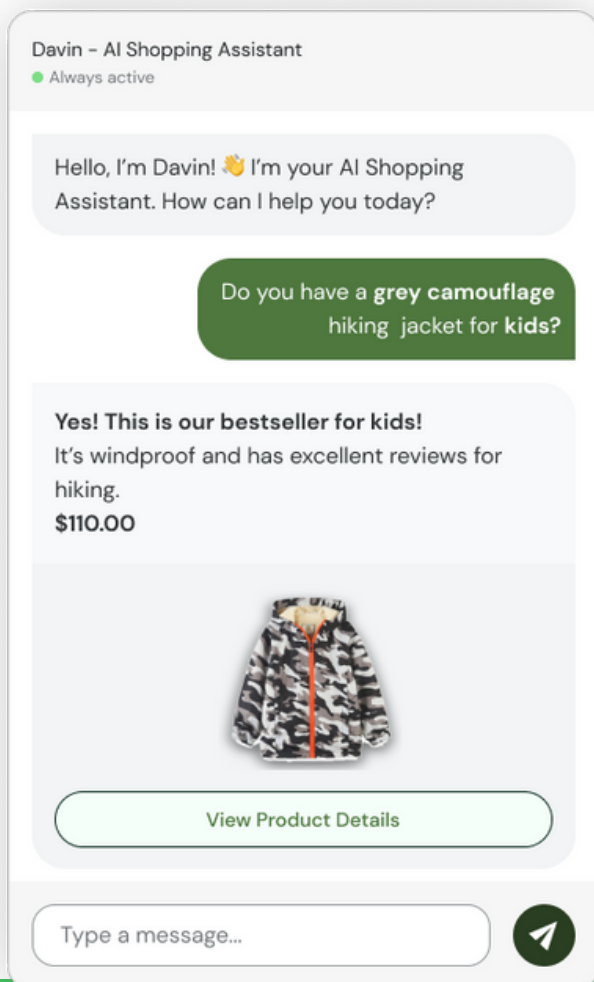 Davin - AI Shopping Assistant
Always active
Hello, I'm Davin! 👋 I'm your AI Shopping
Assistant. How can I help you today?
Do you have a grey camouflage
hiking jacket for kids?
Yes! This is our bestseller for kids!
It's windproof and has excellent reviews for
hiking.
$110.00
View Product Details
Type a message...